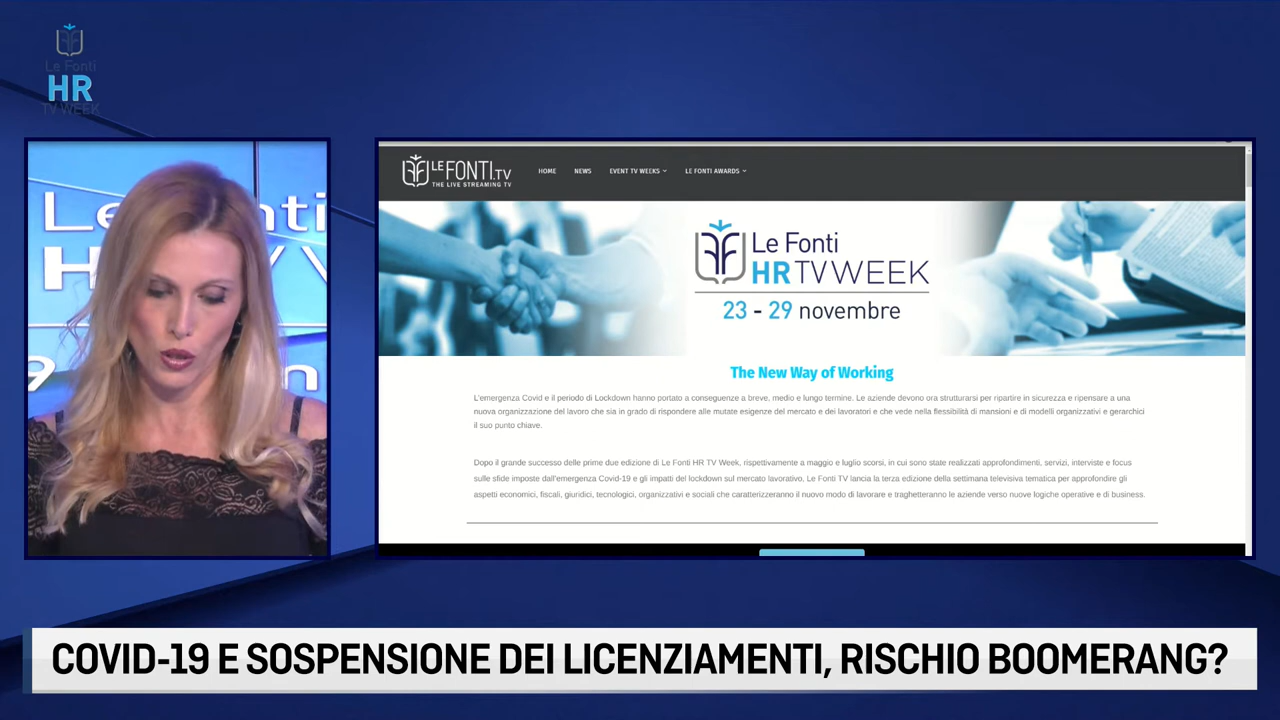 Le Fonti
HR
TV WEEK
Le Fonti
H
9
n
LE FONTI.TV
THE LIVE STREAMING TV
HOME NEWS EVENT TV WEEKS LE FONTI AWARDS
Le Fonti
HR TV WEEK
23 - 29 novembre
The New Way of Working
L'emergenza Covid e il periodo di Lockdown hanno portato a conseguenze a breve, medio e lungo termine. Le aziende devono ora strutturarsi per ripartire in sicurezza e ripensare a una
nuova organizzazione del lavoro che sia in grado di rispondere alle mutate esigenze del mercato e dei lavoratori e che vede nella flessibilità di mansioni e di modelli organizzativi e gerarchici
il suo punto chiave.
Dopo il grande successo delle prime due edizione di Le Fonti HR TV Week, rispettivamente a maggio e luglio scorsi, in cui sono state realizzati approfondimenti, servizi, interviste e focus
sulle sfide imposte dall'emergenza Covid-19 e gli impatti del lockdown sul mercato lavorativo, Le Fonti TV lancia la terza edizione della settimana televisiva tematica per approfondire gli
aspetti economici, fiscali, giuridici, tecnologici, organizzativi e sociali che caratterizzeranno il nuovo modo di lavorare e traghetteranno le aziende verso nuove logiche operative e di business.
COVID-19 E SOSPENSIONE DEI LICENZIAMENTI, RISCHIO BOOMERANG?